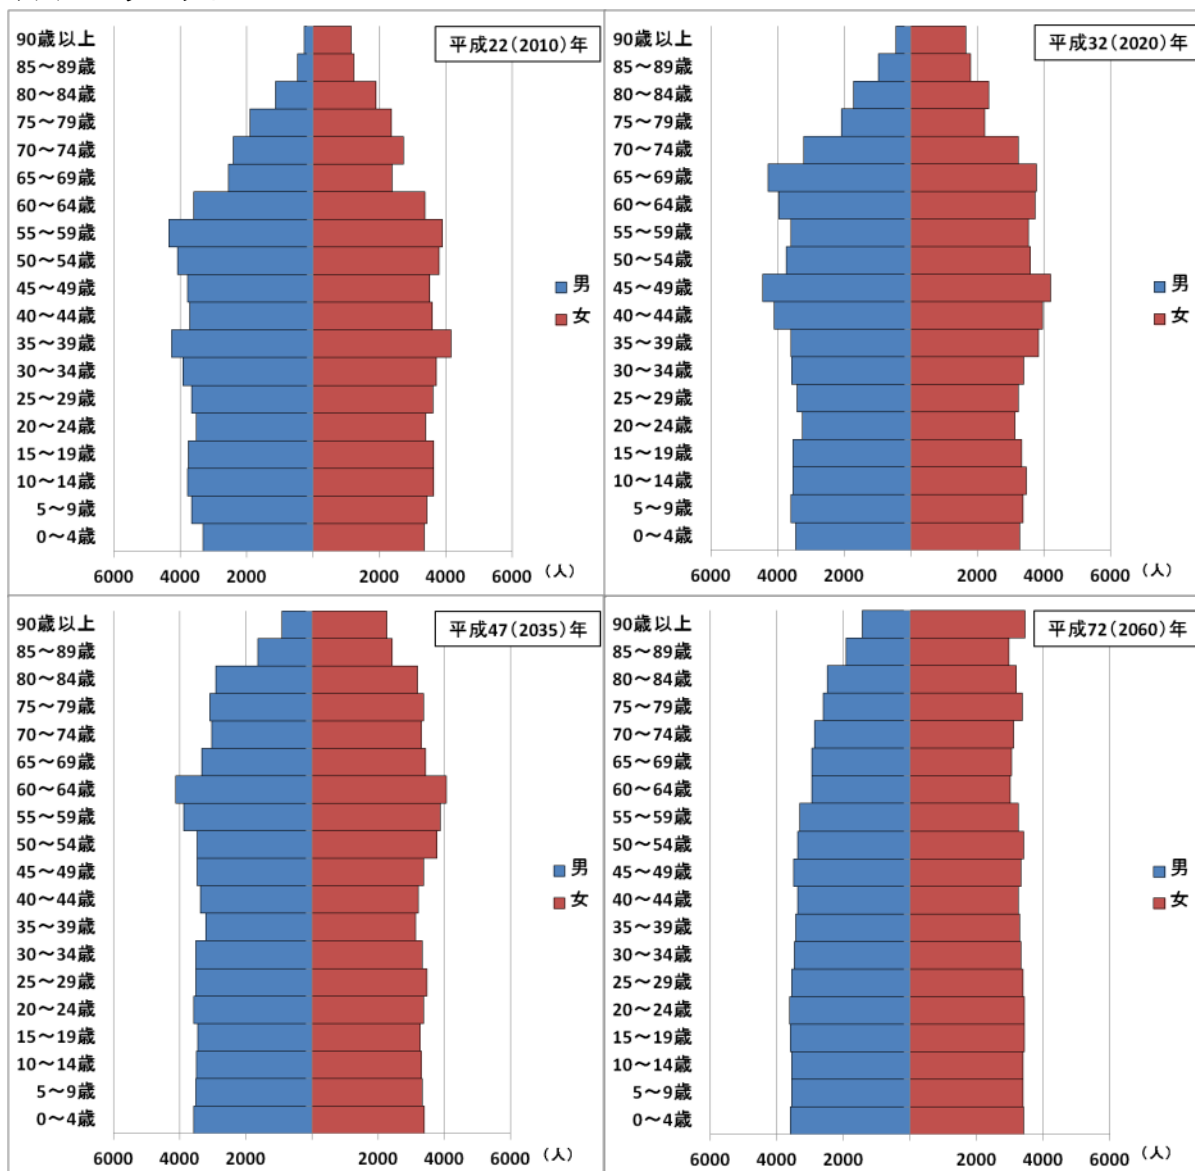 平成22(2010)年
90歳以上
85～89歳
80～84歳
75～79歳
70～74歳
65～69歳
60～64歳
55～59歳
50～54歳
45～49歳
40～44歳
35～39歳
30～34歳
25～29歳
20～24歳
15～19歳
10～14歳
5～9歳
0～4歳
男
女
6000 4000 2000 2000 4000 6000 (人)
平成32(2020)年
90歳以上
85～89歳
80～84歳
75～79歳
70～74歳
65～69歳
60～64歳
55～59歳
50～54歳
45～49歳
40～44歳
35～39歳
30～34歳
25～29歳
20～24歳
15～19歳
10～14歳
5～9歳
0～4歳
男
女
6000 4000 2000 2000 4000 6000 (人)
平成47(2035)年
90歳以上
85～89歳
80～84歳
75～79歳
70～74歳
65～69歳
60～64歳
55～59歳
50～54歳
45～49歳
40～44歳
35～39歳
30～34歳
25～29歳
20～24歳
15～19歳
10～14歳
5～9歳
0～4歳
男
女
6000 4000 2000 2000 4000 6000 (人)
平成72(2060)年
90歳以上
85～89歳
80～84歳
75～79歳
70～74歳
65～69歳
60～64歳
55～59歳
50～54歳
45～49歳
40～44歳
35～39歳
30～34歳
25～29歳
20～24歳
15～19歳
10～14歳
5～9歳
0～4歳
男
女
6000 4000 2000 2000 4000 6000 (人)